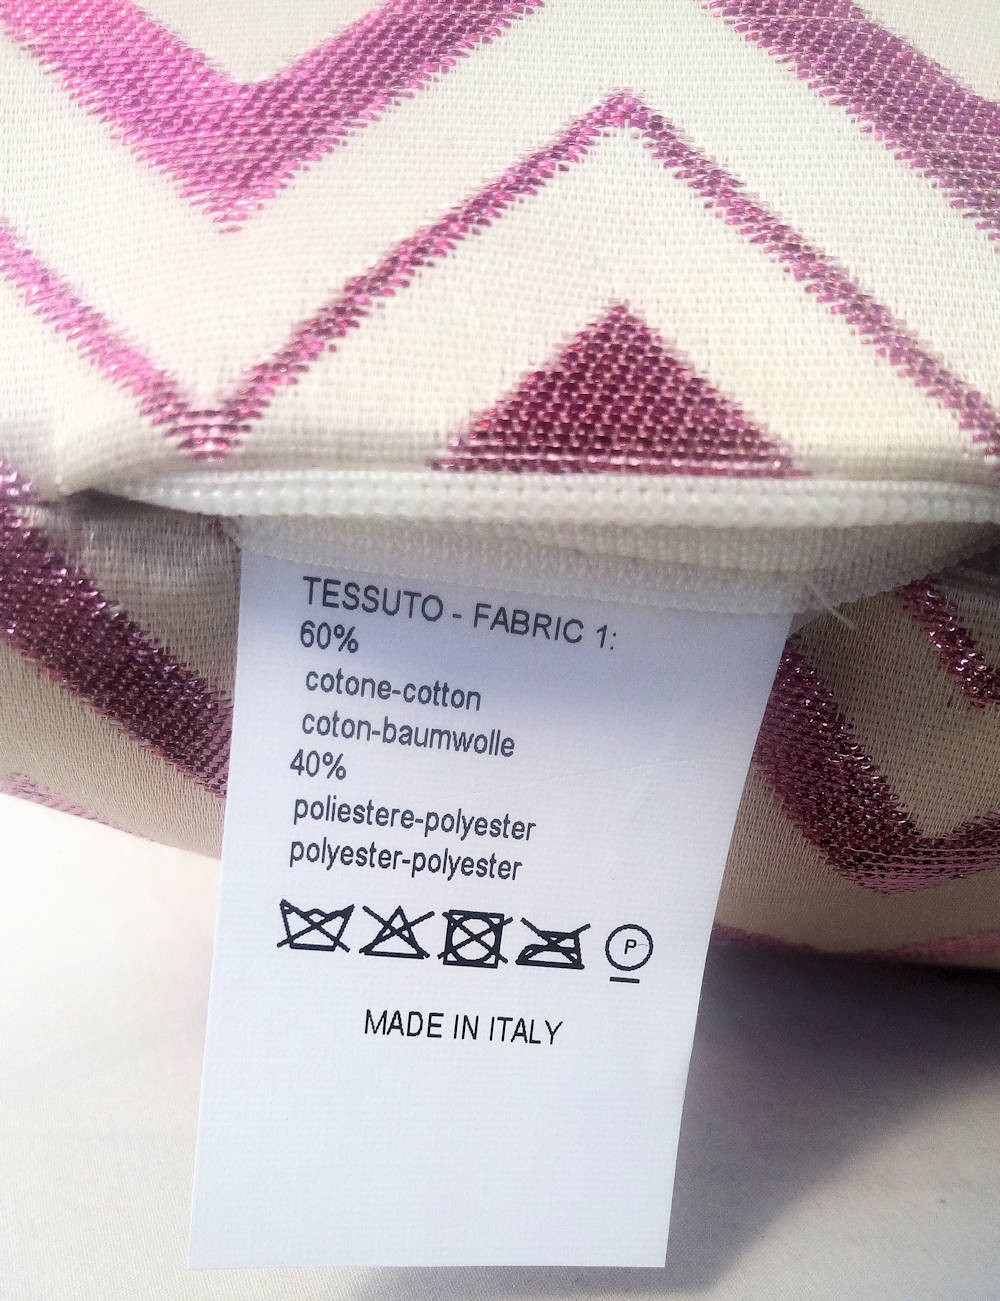 TESSUTO - FABRIC 1:
60%
cotone-cotton
coton-baumwolle
40%
poliestere-polyester
polyester-polyester
P
MADE IN ITALY